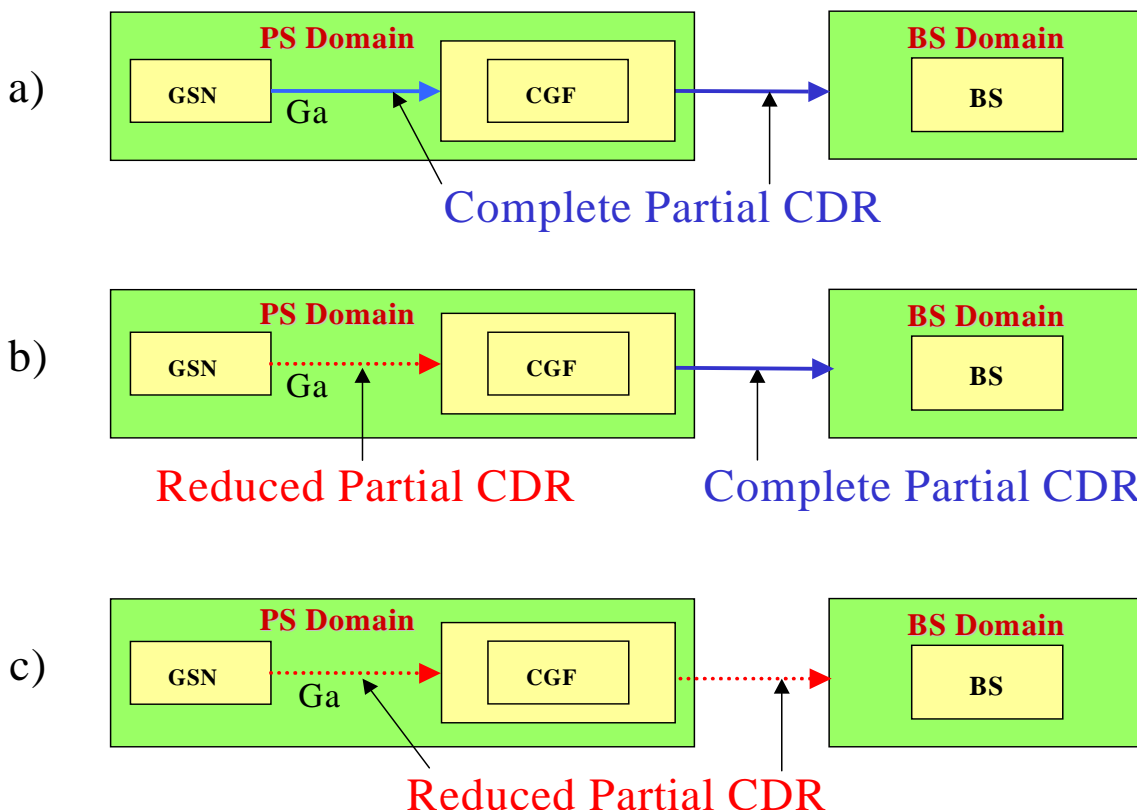 a)
PS Domain
GSN
Ga
CGF
BS Domain
BS
Complete Partial CDR
b)
PS Domain
GSN
Ga
CGF
BS Domain
BS
Reduced Partial CDR
Complete Partial CDR
c)
PS Domain
GSN
Ga
CGF
BS Domain
BS
Reduced Partial CDR